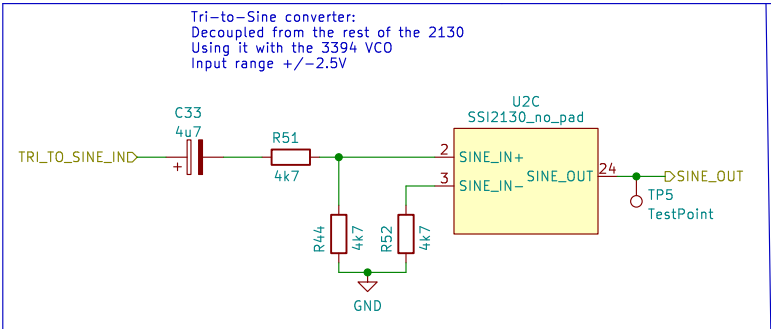 Tri-to-Sine converter:
Decoupled from the rest of the 2130
Using it with the 3394 VCO
Input range +/-2.5V
C33
4u7
+
R51
4k7
TRI_TO_SINE_IN
U2C
SSI2130_no_pad
2
SINE_IN+
3
SINE_IN-
SINE_OUT
24
SINE_OUT
TP5
TestPoint
R44
4k7
R52
4k7
GND